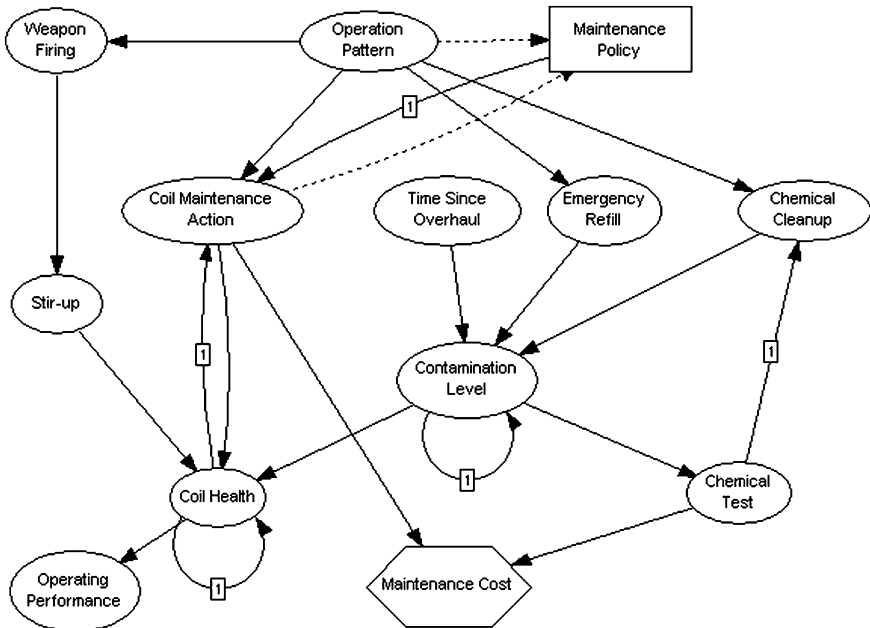 Weapon
Firing
Operation
Pattern
Maintenance
Policy
1
Coil Maintenance
Action
Time Since
Overhaul
Emergency
Refill
Chemical
Cleanup
Stir-up
1
1
Contamination
Level
1
Coil Health
Chemical
Test
1
Operating
Performance
Maintenance Cost